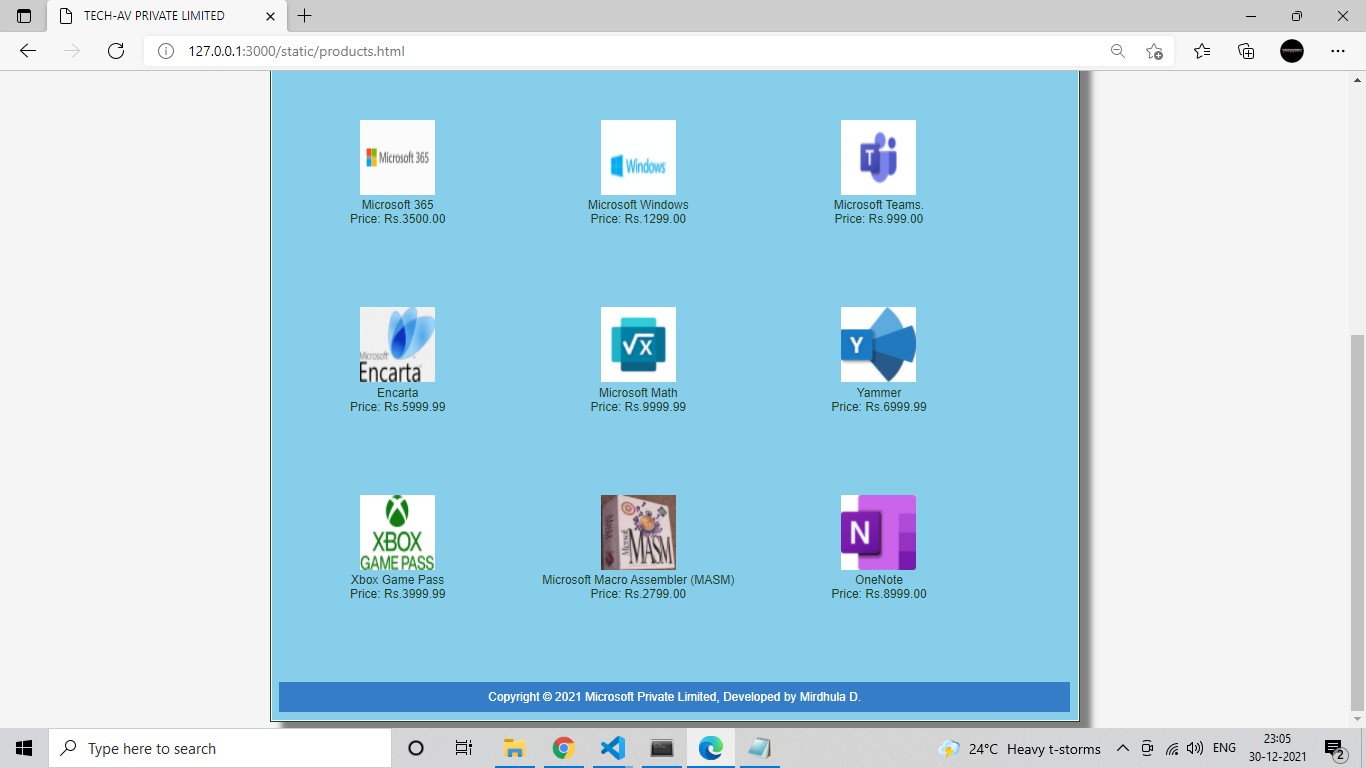 TECH-AV PRIVATE LIMITED
127.0.0.1:3000/static/products.html
Microsoft 365
Microsoft 365
Price: Rs.3500.00
Windows
Microsoft Windows
Price: Rs.1299.00
T
Microsoft Teams.
Price: Rs.999.00
Microsoft
Encarta
Encarta
Price: Rs.5999.99
√x
Microsoft Math
Price: Rs.9999.99
Y
Yammer
Price: Rs.6999.99
XBOX
GAME PASS
Xbox Game Pass
Price: Rs.3999.99
MASM
Microsoft
MASM
Microsoft Macro Assembler (MASM)
Price: Rs.2799.00
N
OneNote
Price: Rs.8999.00
Copyright © 2021 Microsoft Private Limited, Developed by Mirdhula D.
Type here to search
24°C Heavy t-storms
ENG
23:05
30-12-2021
2